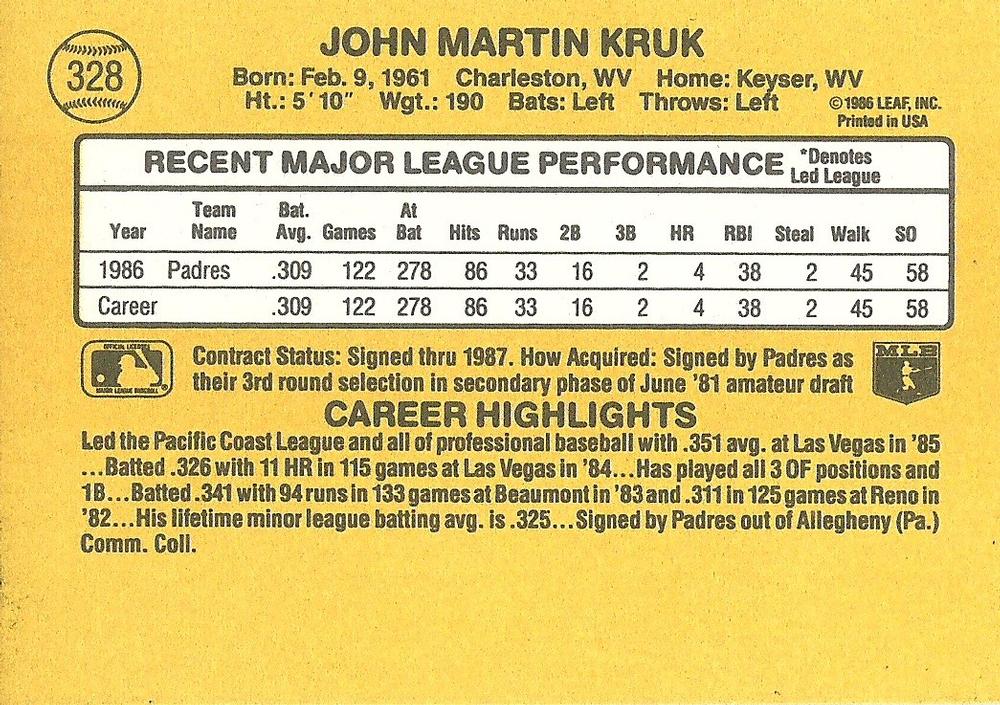 JOHN MARTIN KRUK
328
Born: Feb. 9, 1961 Charleston, WV Home: Keyser, WV
Ht.: 5'10" Wgt.: 190 Bats: Left Throws: Left
©1986 LEAF, INC.
Printed in USA
RECENT MAJOR LEAGUE PERFORMANCE *Denotes Led League
Year Team Name Bat. Avg. Games At Bat Hits Runs 2B 3B HR RBI Steal Walk SO
1986 Padres .309 122 278 86 33 16 2 4 38 2 45 58
Career .309 122 278 86 33 16 2 4 38 2 45 58
OFFICIAL LICENSEE
MAJOR LEAGUE BASEBALL
Contract Status: Signed thru 1987. How Acquired: Signed by Padres as
their 3rd round selection in secondary phase of June '81 amateur draft
MLB
CAREER HIGHLIGHTS
Led the Pacific Coast League and all of professional baseball with .351 avg. at Las Vegas in '85
...Batted .326 with 11 HR in 115 games at Las Vegas in '84...Has played all 3 OF positions and
1B...Batted .341 with 94 runs in 133 games at Beaumont in '83 and .311 in 125 games at Reno in
'82...His lifetime minor league batting avg. is .325...Signed by Padres out of Allegheny (Pa.)
Comm. Coll.